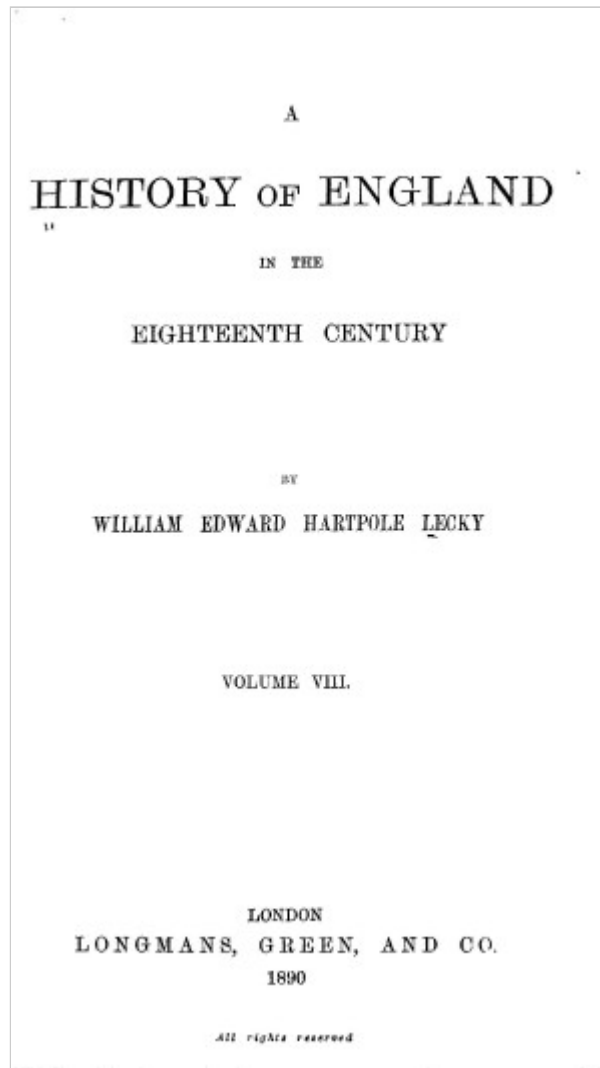 A
HISTORY OF ENGLAND
IN THE
EIGHTEENTH CENTURY
BY
WILLIAM EDWARD HARTPOLE LECKY
VOLUME VIII.
LONDON
LONGMANS, GREEN, AND CO.
1890
All rights reserved